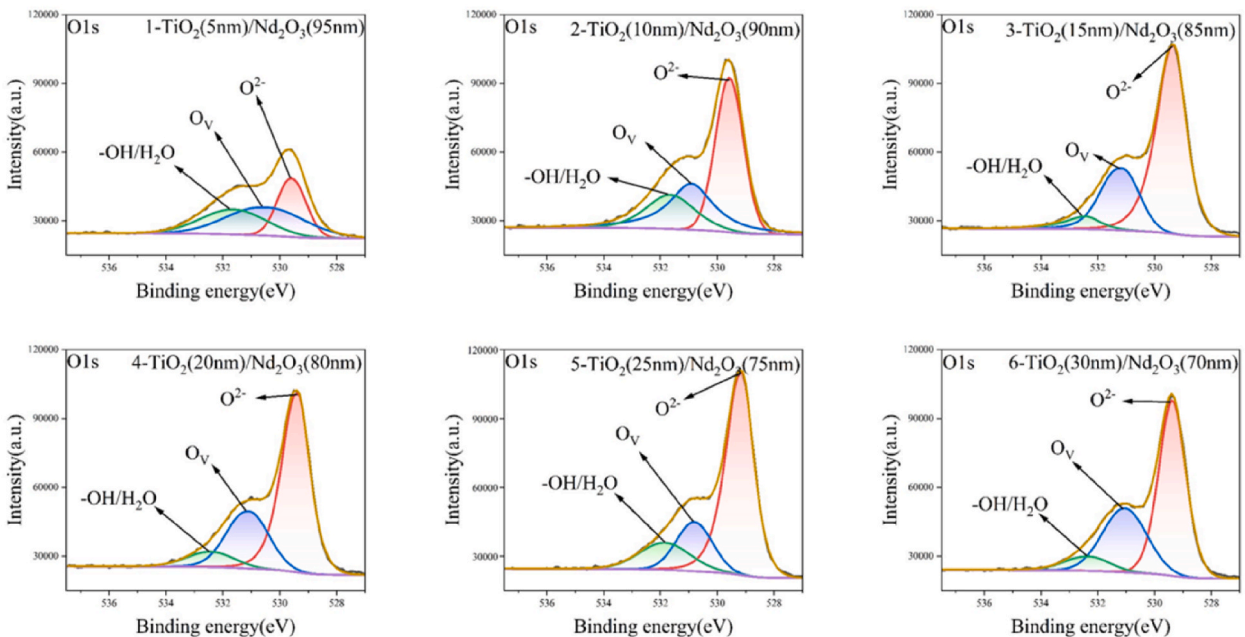 O1s 1-TiO₂(5nm)/Nd₂O₃(95nm)
120000
90000
60000
30000
Intensity(a.u.)
O²⁻
O_V
-OH/H₂O
536 534 532 530 528
Binding energy(eV)
O1s 2-TiO₂(10nm)/Nd₂O₃(90nm)
120000
90000
60000
30000
Intensity(a.u.)
O²⁻
O_V
-OH/H₂O
536 534 532 530 528
Binding energy(eV)
O1s 3-TiO₂(15nm)/Nd₂O₃(85nm)
120000
90000
60000
30000
Intensity(a.u.)
O²⁻
O_V
-OH/H₂O
536 534 532 530 528
Binding energy(eV)
O1s 4-TiO₂(20nm)/Nd₂O₃(80nm)
120000
90000
60000
30000
Intensity(a.u.)
O²⁻
O_V
-OH/H₂O
536 534 532 530 528
Binding energy(eV)
O1s 5-TiO₂(25nm)/Nd₂O₃(75nm)
120000
90000
60000
30000
Intensity(a.u.)
O²⁻
O_V
-OH/H₂O
536 534 532 530 528
Binding energy(eV)
O1s 6-TiO₂(30nm)/Nd₂O₃(70nm)
120000
90000
60000
30000
Intensity(a.u.)
O²⁻
O_V
-OH/H₂O
536 534 532 530 528
Binding energy(eV)